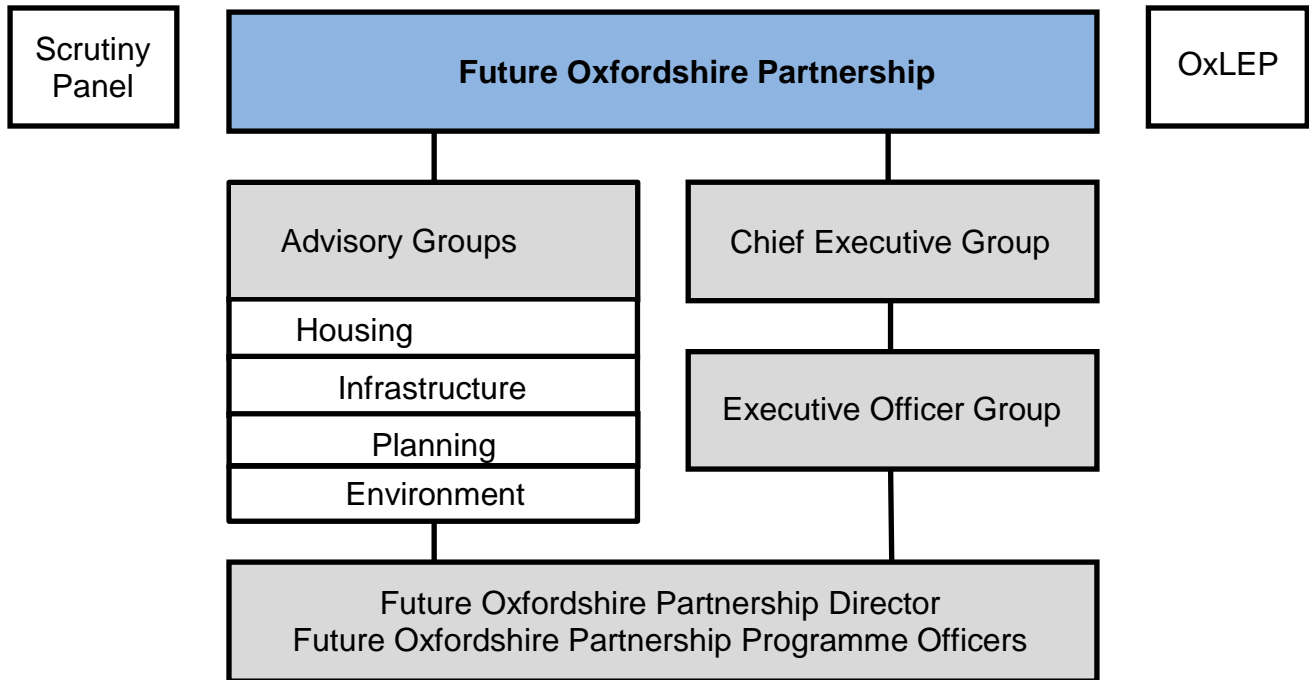 Scrutiny
Panel
Future Oxfordshire Partnership
OxLEP
Advisory Groups
Housing
Infrastructure
Planning
Environment
Chief Executive Group
Executive Officer Group
Future Oxfordshire Partnership Director
Future Oxfordshire Partnership Programme Officers